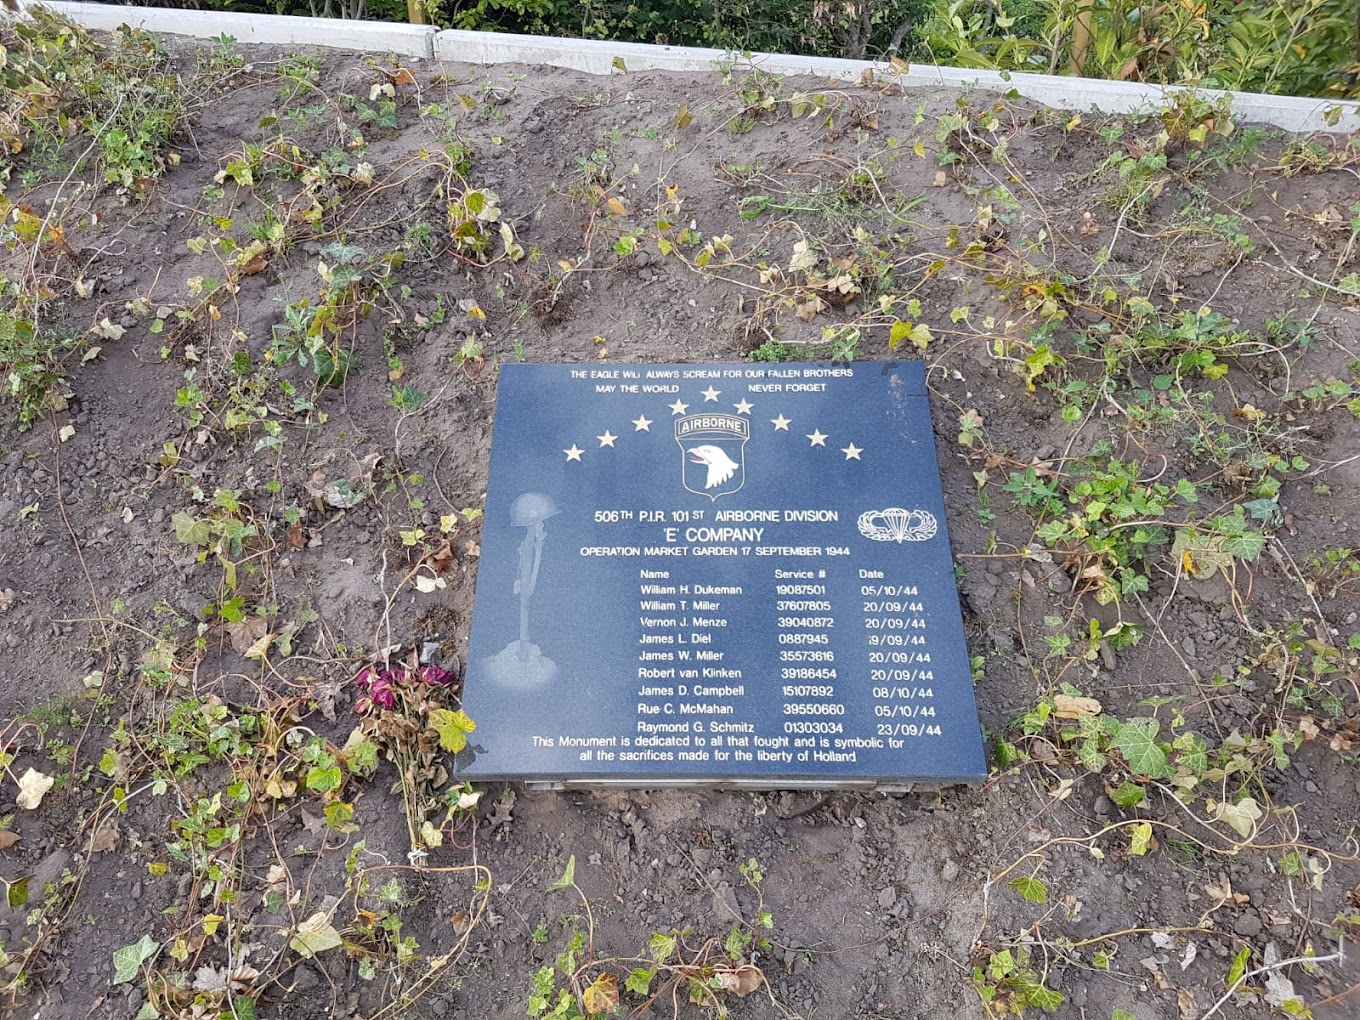 THE EAGLE WILL ALWAYS SCREAM FOR OUR FALLEN BROTHERS
MAY THE WORLD NEVER FORGET
AIRBORNE
506TH P.I.R. 101ST AIRBORNE DIVISION
'E' COMPANY
OPERATION MARKET GARDEN 17 SEPTEMBER 1944
Name Service # Date
William H. Dukeman 19087501 05/10/44
William T. Miller 37607805 20/09/44
Vernon J. Menze 39040872 20/09/44
James L. Diel 0887945 19/09/44
James W. Miller 35573616 20/09/44
Robert van Klinken 39186454 20/09/44
James D. Campbell 15107892 08/10/44
Rue C. McMahan 39550660 05/10/44
Raymond G. Schmitz 01303034 23/09/44
This Monument is dedicated to all that fought and is symbolic for
all the sacrifices made for the liberty of Holland